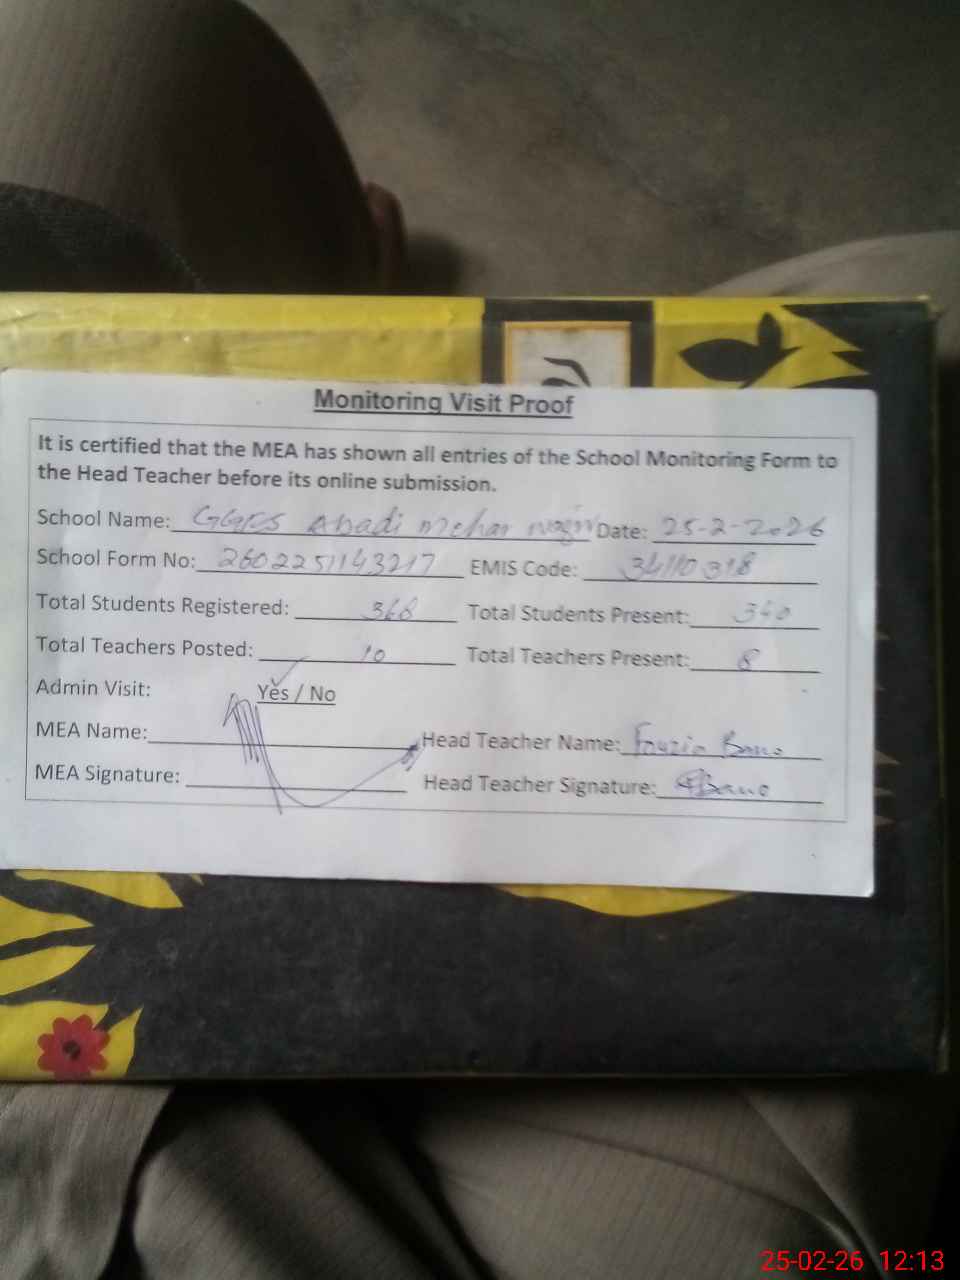 Monitoring Visit Proof
It is certified that the MEA has shown all entries of the School Monitoring Form to
the Head Teacher before its online submission.
School Name: GGES Abadi Mehar Date: 25-2-2026
School Form No: 2602251143217 EMIS Code: 34110318
Total Students Registered: 368 Total Students Present: 340
Total Teachers Posted: 10 Total Teachers Present: 8
Admin Visit: Yes / No
MEA Name: Head Teacher Name: Fauzia Bano
MEA Signature: Head Teacher Signature: Bano
25-02-26 12:13